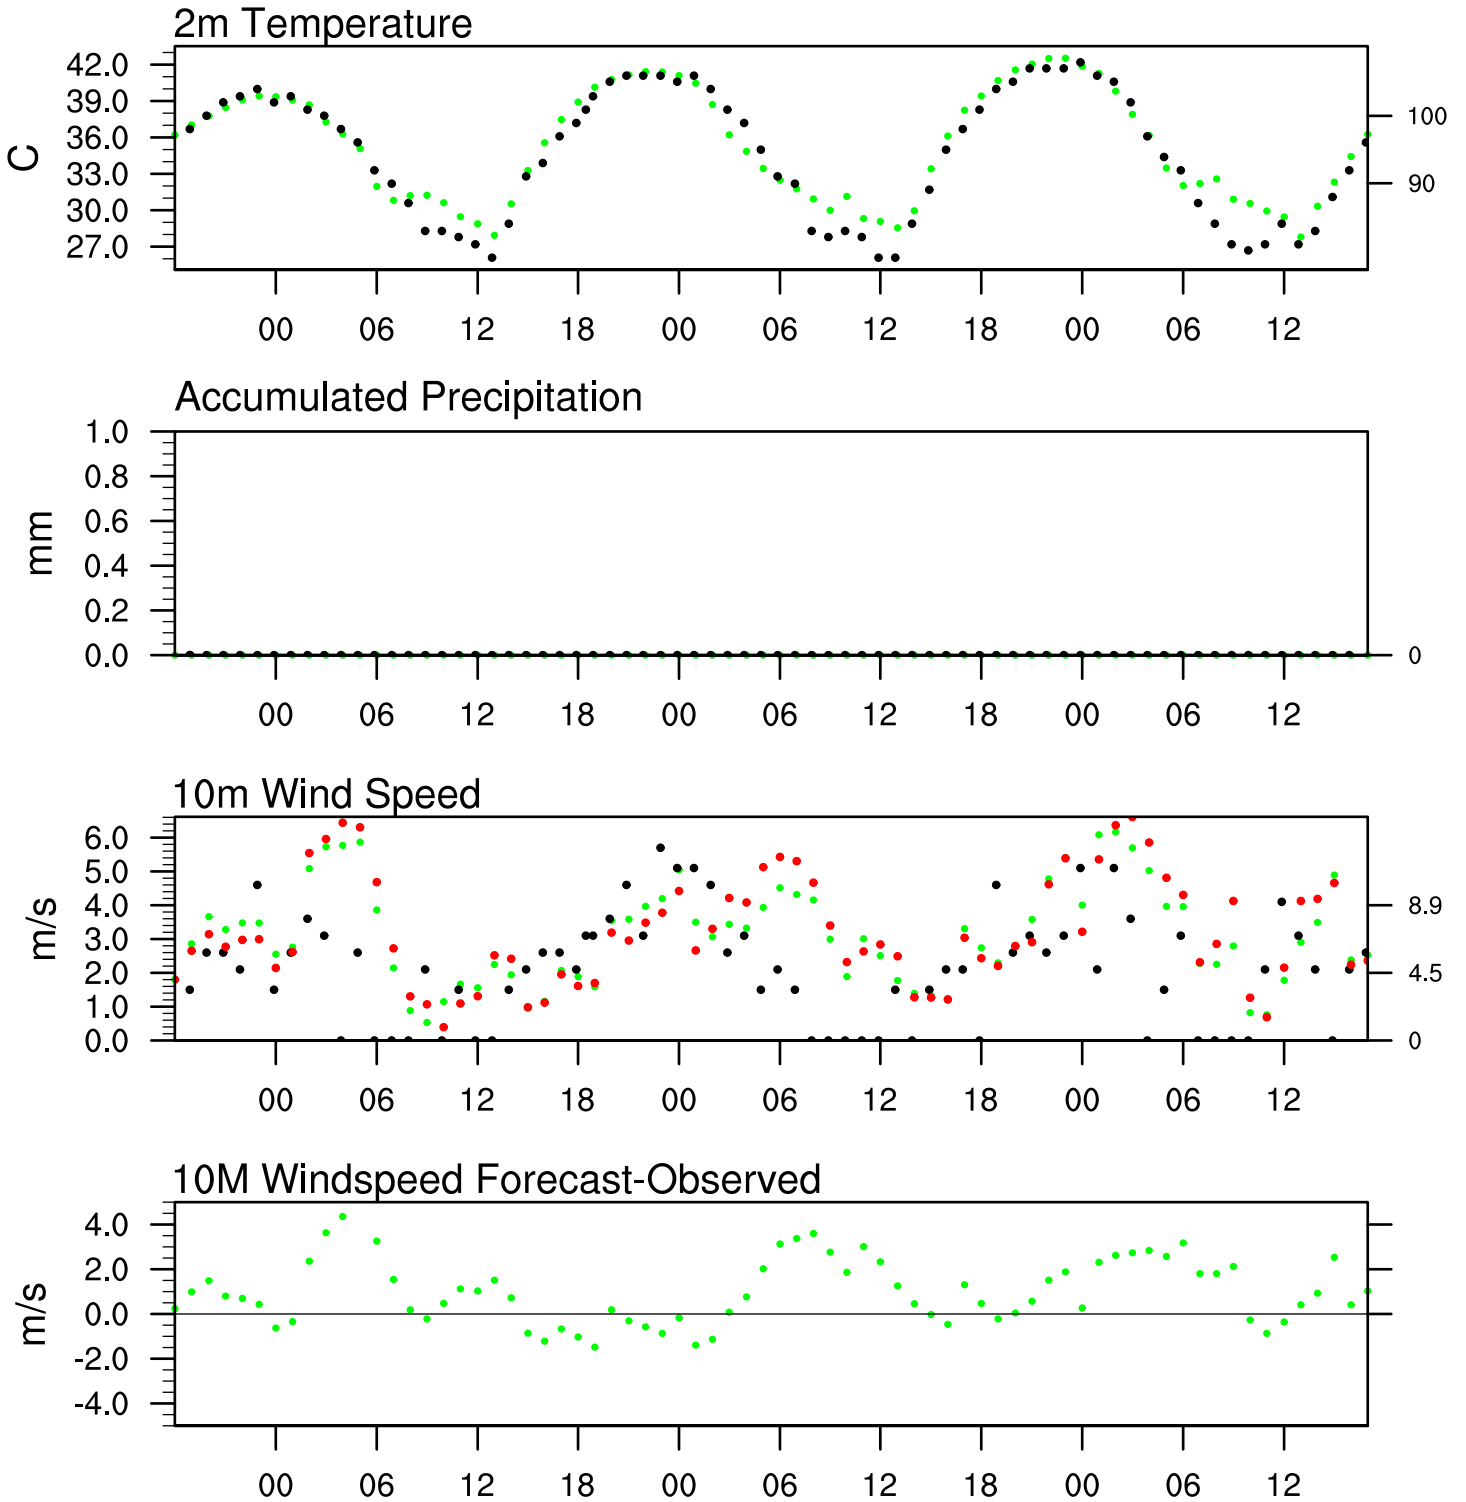 2m Temperature
42.0
39.0
36.0
33.0
30.0
27.0
C
100
90
00 06 12 18 00 06 12 18 00 06 12
Accumulated Precipitation
1.0
0.8
0.6
0.4
0.2
0.0
mm
0
00 06 12 18 00 06 12 18 00 06 12
10m Wind Speed
6.0
5.0
4.0
3.0
2.0
1.0
0.0
m/s
8.9
4.5
0
00 06 12 18 00 06 12 18 00 06 12
10M Windspeed Forecast-Observed
4.0
2.0
0.0
-2.0
-4.0
m/s
00 06 12 18 00 06 12 18 00 06 12